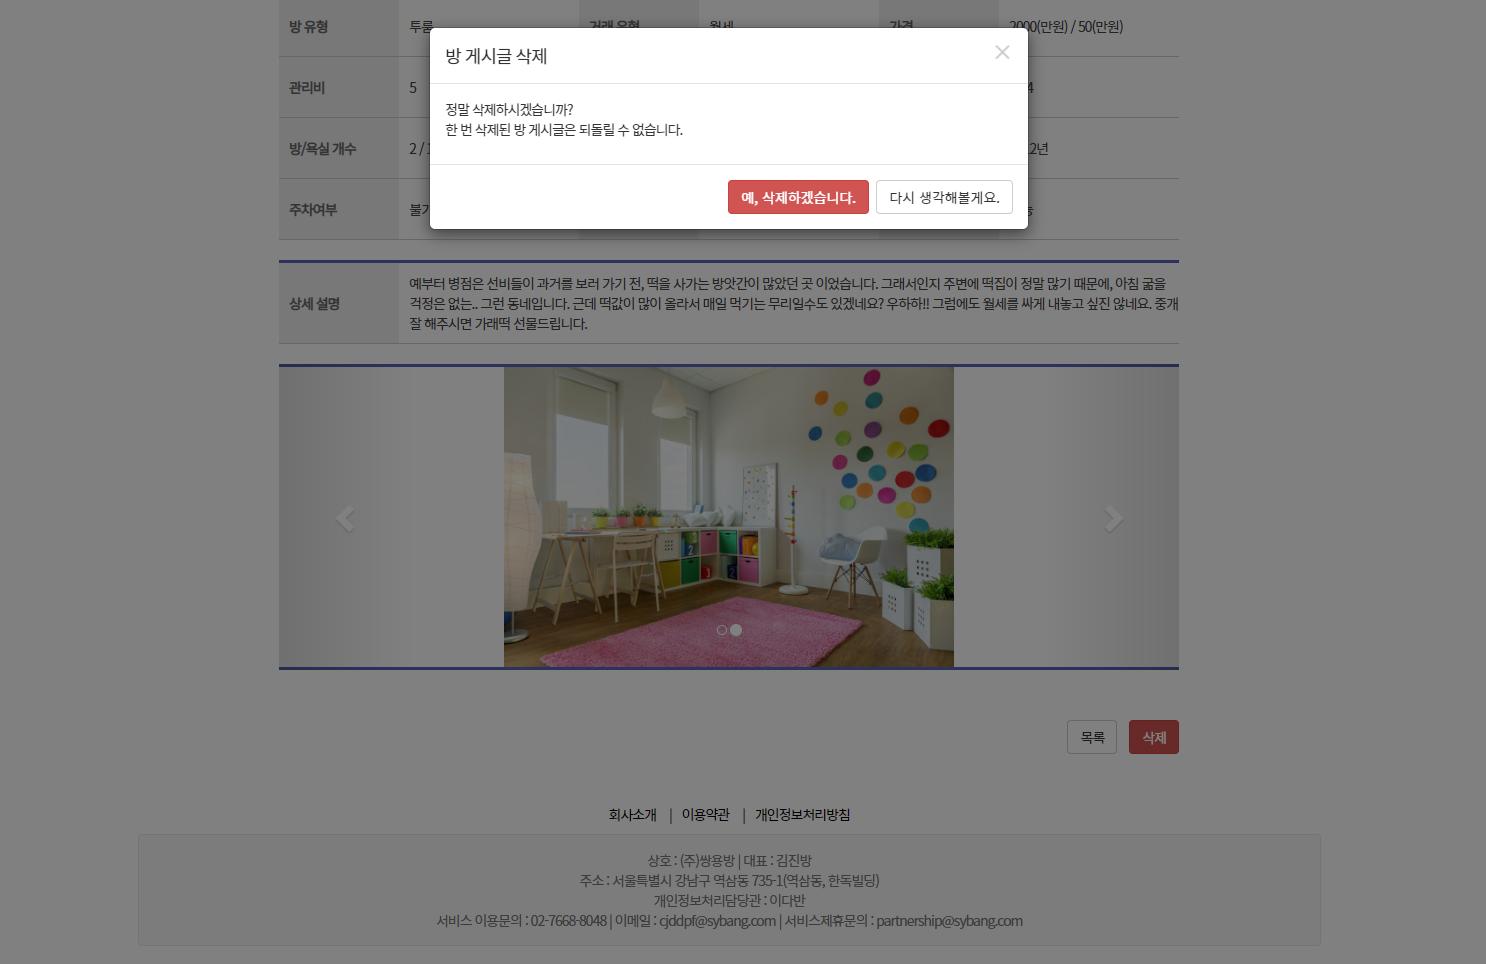 방 유형 투룸 거래 유형 월세 가격 2000(만원) / 50(만원)
방 게시글 삭제
×
관리비 5 4
정말 삭제하시겠습니까?
한 번 삭제된 방 게시글은 되돌릴 수 없습니다.
방/욕실 개수 2 / 2년
예, 삭제하겠습니다. 다시 생각해볼게요.
주차여부
상세 설명
예부터 병점은 선비들이 과거를 보러 가기 전, 떡을 사가는 방앗간이 많았던 곳 이었습니다. 그래서인지 주변에 떡집이 정말 많기 때문에, 아침 굶을
걱정은 없는.. 그런 동네입니다. 근데 떡값이 많이 올라서 매일 먹기는 무리일수도 있겠네요? 우하하!! 그럼에도 월세를 싸게 내놓고 싶진 않네요. 중개
잘 해주시면 가래떡 선물드립니다.
목록 삭제
회사소개 | 이용약관 | 개인정보처리방침
상호 : (주)쌍용방 | 대표 : 김진방
주소 : 서울특별시 강남구 역삼동 735-1(역삼동, 한독빌딩)
개인정보처리담당관 : 이다반
서비스 이용문의 : 02-7668-8048 | 이메일 : cjddpf@sybang.com | 서비스제휴문의 : partnership@sybang.com